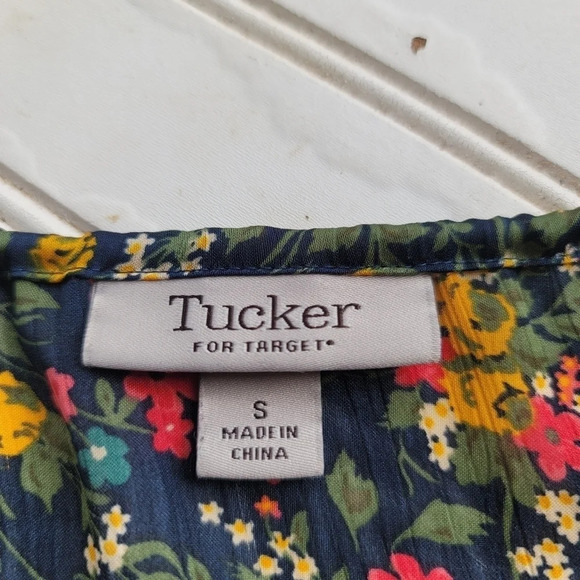 Tucker
FOR TARGET®
S
MADE IN
CHINA